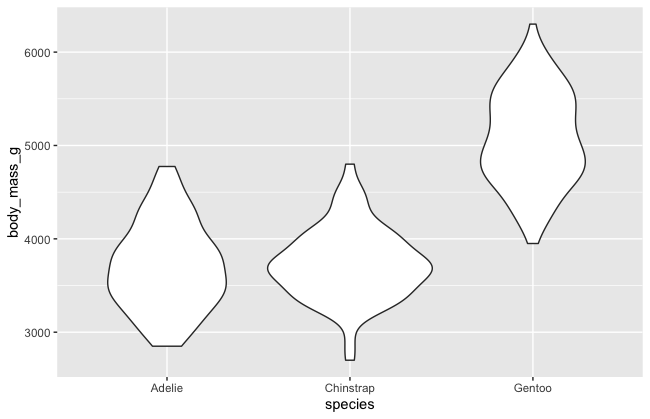 6000
5000
4000
3000
body_mass_g
Adelie
Chinstrap
Gentoo
species